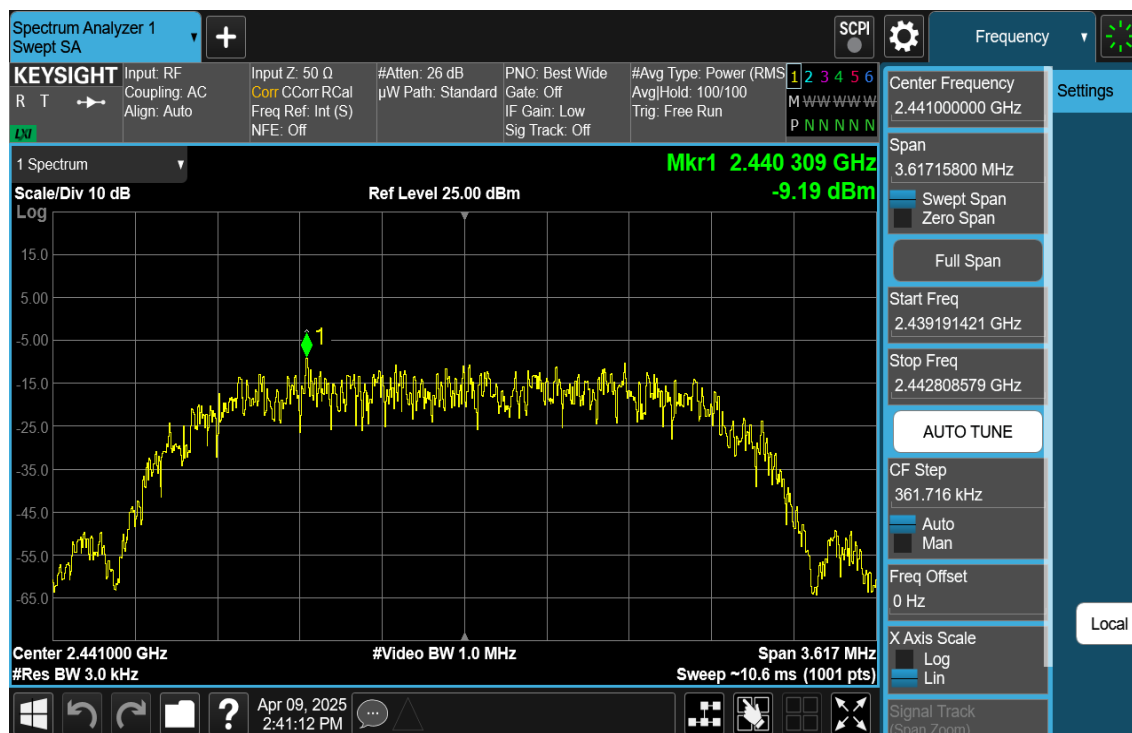 Spectrum Analyzer 1
Swept SA
+
SCPI
Frequency
KEYSIGHT
R T
LXI
Input: RF
Coupling: AC
Align: Auto
Input Z: 50 Ω
Corr CCorr RCal
Freq Ref: Int (S)
NFE: Off
#Atten: 26 dB
µW Path: Standard
PNO: Best Wide
Gate: Off
IF Gain: Low
Sig Track: Off
#Avg Type: Power (RMS
Avg|Hold: 100/100
Trig: Free Run
1 2 3 4 5 6
M W W W W W
P N N N N N
1 Spectrum
Mkr1 2.440 309 GHz
Scale/Div 10 dB
Ref Level 25.00 dBm
-9.19 dBm
Log
15.0
5.00
-5.00
-15.0
-25.0
-35.0
-45.0
-55.0
-65.0
1
Center 2.441000 GHz
#Video BW 1.0 MHz
Span 3.617 MHz
#Res BW 3.0 kHz
Sweep ~10.6 ms (1001 pts)
?
Apr 09, 2025
2:41:12 PM
Center Frequency
2.441000000 GHz
Settings
Span
3.61715800 MHz
Swept Span
Zero Span
Full Span
Start Freq
2.439191421 GHz
Stop Freq
2.442808579 GHz
AUTO TUNE
CF Step
361.716 kHz
Auto
Man
Freq Offset
0 Hz
Local
X Axis Scale
Log
Lin
Signal Track
(Span Zoom)